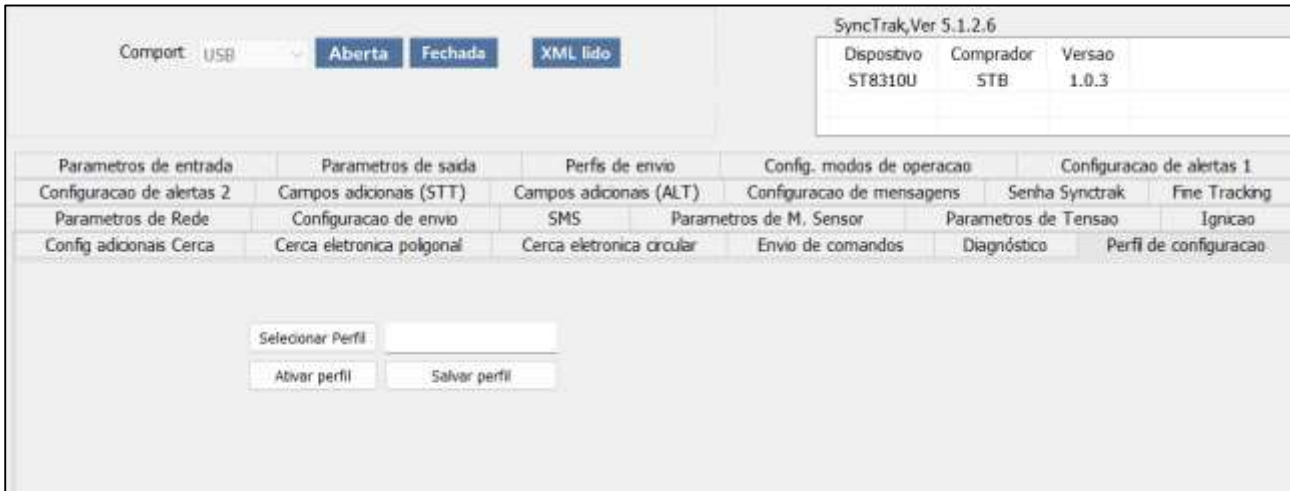 SyncTrak,Ver 5.1.2.6
Comport USB Aberta Fechada XML lido
Dispositivo Comprador Versao
ST8310U STB 1.0.3
Parametros de entrada Parametros de saida Perfis de envio Config. modos de operacao Configuracao de alertas 1
Configuracao de alertas 2 Campos adicionais (STT) Campos adicionais (ALT) Configuracao de mensagens Senha Synctrak Fine Tracking
Parametros de Rede Configuracao de envio SMS Parametros de M. Sensor Parametros de Tensao Ignicao
Config adicionais Cerca Cerca eletronica poligonal Cerca eletronica circular Envio de comandos Diagnóstico Perfil de configuracao
Selecionar Perfil
Ativar perfil Salvar perfil